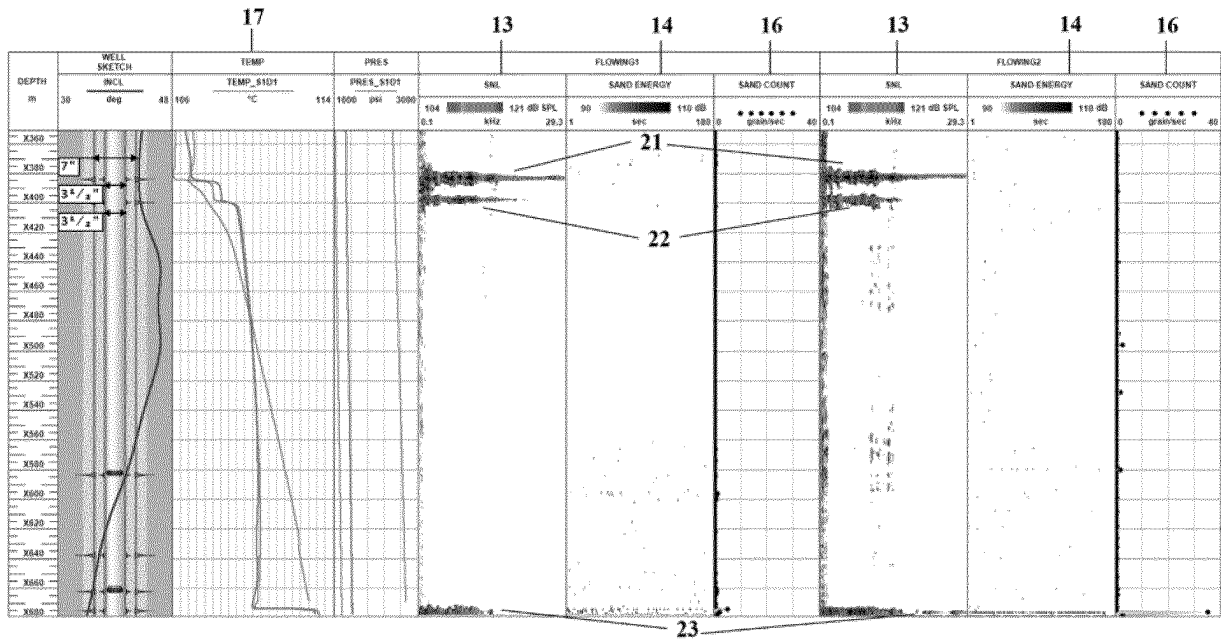 17 13 14 16 13 14 16
WELL SKETCH TEMP PRES FLOWING1 FLOWING2
DEPTH INCL TEMP_S1D1 PRES_S1D1 SNL SAND ENERGY SAND COUNT SNL SAND ENERGY SAND COUNT
m 30 deg 48 106 °C 114 1000 psi 3000 104 121 dB SPL 90 110 dB 104 121 dB SPL 90 110 dB
0.1 kHz 29.3 1 sec 180 0 grain/sec 40 0.1 kHz 29.3 1 sec 180 0 grain/sec 40
X360
21
7"
X380
3¹/₂"
X400
3¹/₂"
X420
22
X440
X460
X480
X500
X520
X540
X560
X580
X600
X620
X640
X660
X680
23